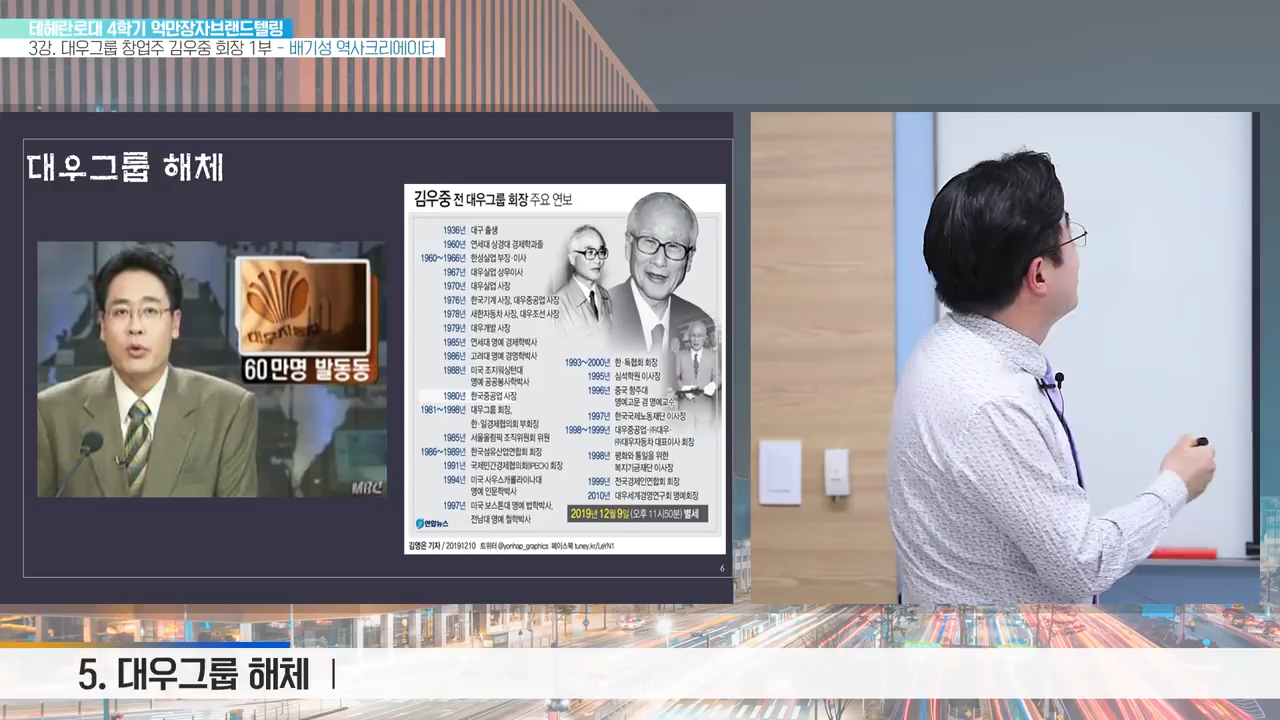 테헤란로대 4학기 억만장자브랜드텔링
3강. 대우그룹 창업주 김우중 회장 1부 - 배기성 역사크리에이터
대우그룹 해체
대우자동차
60만명 발동동
MBC
김우중 전 대우그룹 회장 주요 연보
1936년 대구 출생
1960년 연세대 상경대 경제학과졸
1960~1966년 한성실업 부장·이사
1967년 대우실업 상무이사
1970년 대우실업 사장
1976년 한국기계 사장, 대우중공업 사장
1978년 새한자동차 사장, 대우조선 사장
1979년 대우개발 사장
1985년 연세대 명예 경제학박사
1986년 고려대 명예 경영학박사
1988년 미국 조지워싱턴대
명예 공공봉사학박사
1980년 한국중공업 사장
1981~1998년 대우그룹 회장,
한·일경제협의회 부회장
1985년 서울올림픽 조직위원회 위원
1986~1989년 한국섬유산업연합회 회장
1991년 국제민간경제협의회(IPECK) 회장
1994년 미국 사우스캐롤라이나대
명예 인문학박사
1997년 미국 보스톤대 명예 법학박사,
전남대 명예 철학박사
1993~2000년 한·독협회 회장
1995년 심석학원 이사장
1996년 중국 항주대
명예고문 겸 명예교수
1997년 한국국제노동재단 이사장
1998~1999년 대우중공업·㈜대우·
㈜대우자동차 대표이사 회장
1998년 평화와 통일을 위한
복지기금재단 이사장
1999년 전국경제인연합회 회장
2010년 대우세계경영연구회 명예회장
2019년 12월 9일 (오후 11시50분) 별세
연합뉴스
김영은 기자 / 20191210 트위터 @yonhap_graphics 페이스북 tuney.kr/LeYN1
6
5. 대우그룹 해체